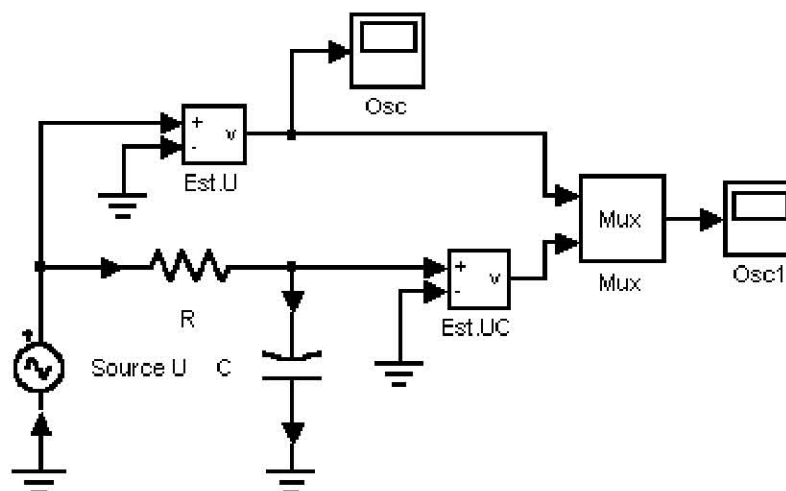 Osc
+
-
v
Est.U
Mux
Mux
Osc1
+
-
v
Est.UC
R
Source U
C